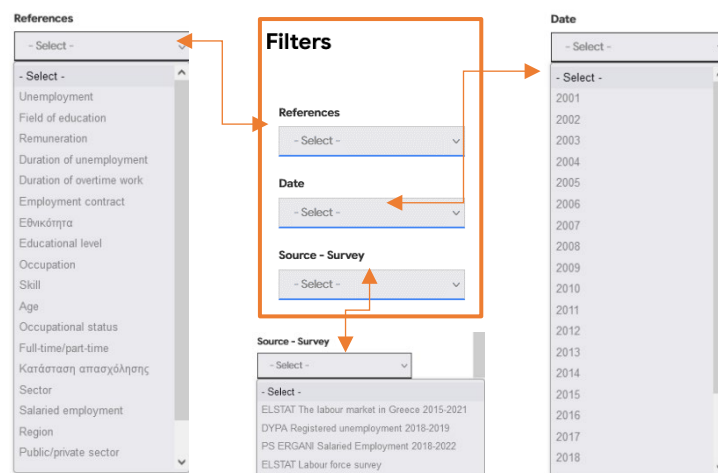 References
- Select -
- Select -
Unemployment
Field of education
Remuneration
Duration of unemployment
Duration of overtime work
Employment contract
Εθνικότητα
Educational level
Occupation
Skill
Age
Occupational status
Full-time/part-time
Κατάσταση απασχόλησης
Sector
Salaried employment
Region
Public/private sector
Filters
References
- Select -
Date
- Select -
Source - Survey
- Select -
Source - Survey
- Select -
- Select -
ELSTAT The labour market in Greece 2015-2021
DYPA Registered unemployment 2018-2019
PS ERGANI Salaried Employment 2018-2022
ELSTAT Labour force survey
Date
- Select -
- Select -
2001
2002
2003
2004
2005
2006
2007
2008
2009
2010
2011
2012
2013
2014
2015
2016
2017
2018